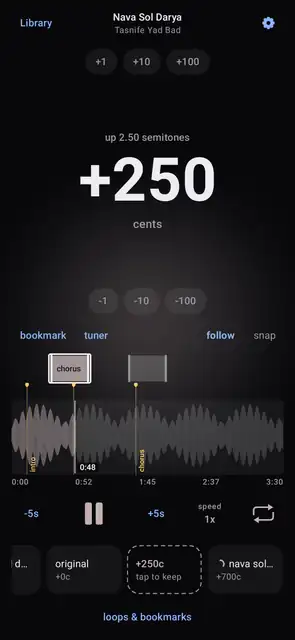 Library
Nava Sol Darya
Tasnife Yad Bad
+1
+10
+100
up 2.50 semitones
+250
cents
-1
-10
-100
bookmark
tuner
follow
snap
chorus
intro
0:48
chorus
0:00
0:52
1:45
2:37
3:30
-5s
+5s
speed
1x
d...
original
+0c
+250c
tap to keep
nava sol...
+700c
loops & bookmarks